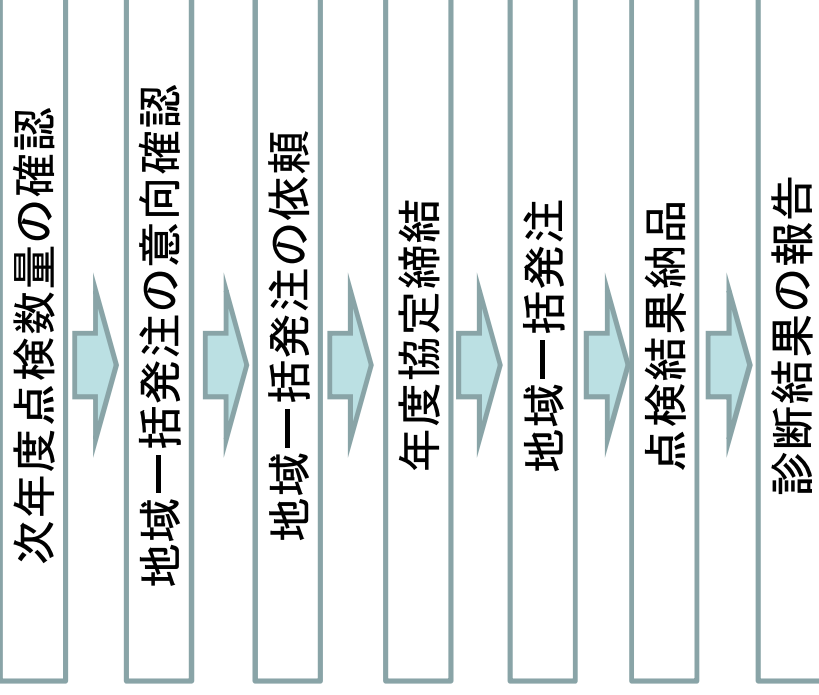 次年度点検数量の確認
地域一括発注の意向確認
地域一括発注の依頼
年度協定締結
地域一括発注
点検結果納品
診断結果の報告